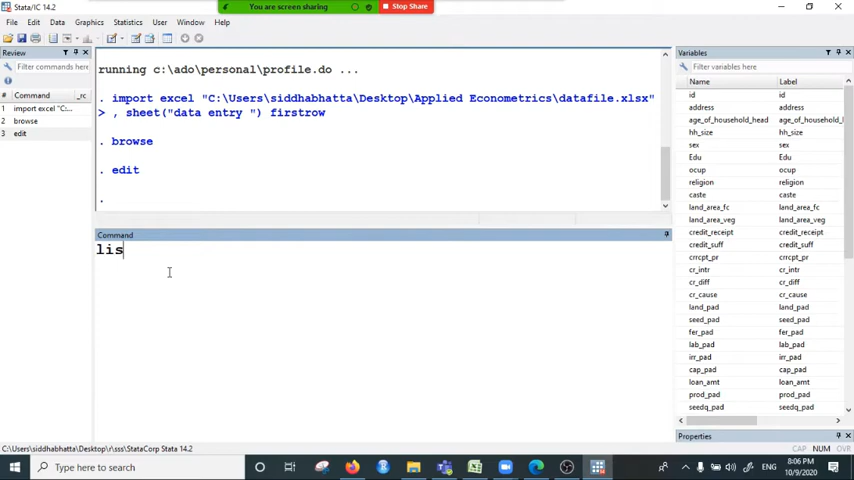 You are screen sharing
Stop Share
Stata/IC 14.2
File Edit Data Graphics Statistics User Window Help
Review
Filter commands here
# Command _rc
1 import excel "C:...
2 browse
3 edit
running c:\ado\personal\profile.do ...
. import excel "C:\Users\siddhabhatta\Desktop\Applied Econometrics\datafile.xlsx"
> , sheet("data entry ") firstrow
. browse
. edit
.
Command
lis
Variables
Filter variables here
Name Label
id id
address address
age_of_household_head age_of_household_h
hh_size hh_size
sex sex
Edu Edu
ocup ocup
religion religion
caste caste
land_area_fc land_area_fc
land_area_veg land_area_veg
credit_receipt credit_receipt
credit_suff credit_suff
crrcpt_pr crrcpt_pr
cr_intr cr_intr
cr_diff cr_diff
cr_cause cr_cause
land_pad land_pad
seed_pad seed_pad
fer_pad fer_pad
lab_pad lab_pad
irr_pad irr_pad
cap_pad cap_pad
loan_amt loan_amt
prod_pad prod_pad
seedq_pad seedq_pad
Properties
C:\Users\siddhabhatta\Desktop\r\sss\StataCorp Stata 14.2
CAP NUM OVR
Type here to search
ENG
8:06 PM
10/9/2020